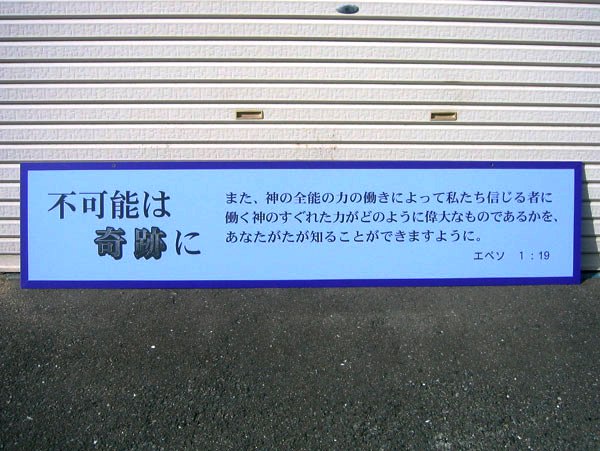 不可能は
奇跡に
また、神の全能の力の働きによって私たち信じる者に
働く神のすぐれた力がどのように偉大なものであるかを、
あなたがたが知ることができますように。
エペソ　1：19